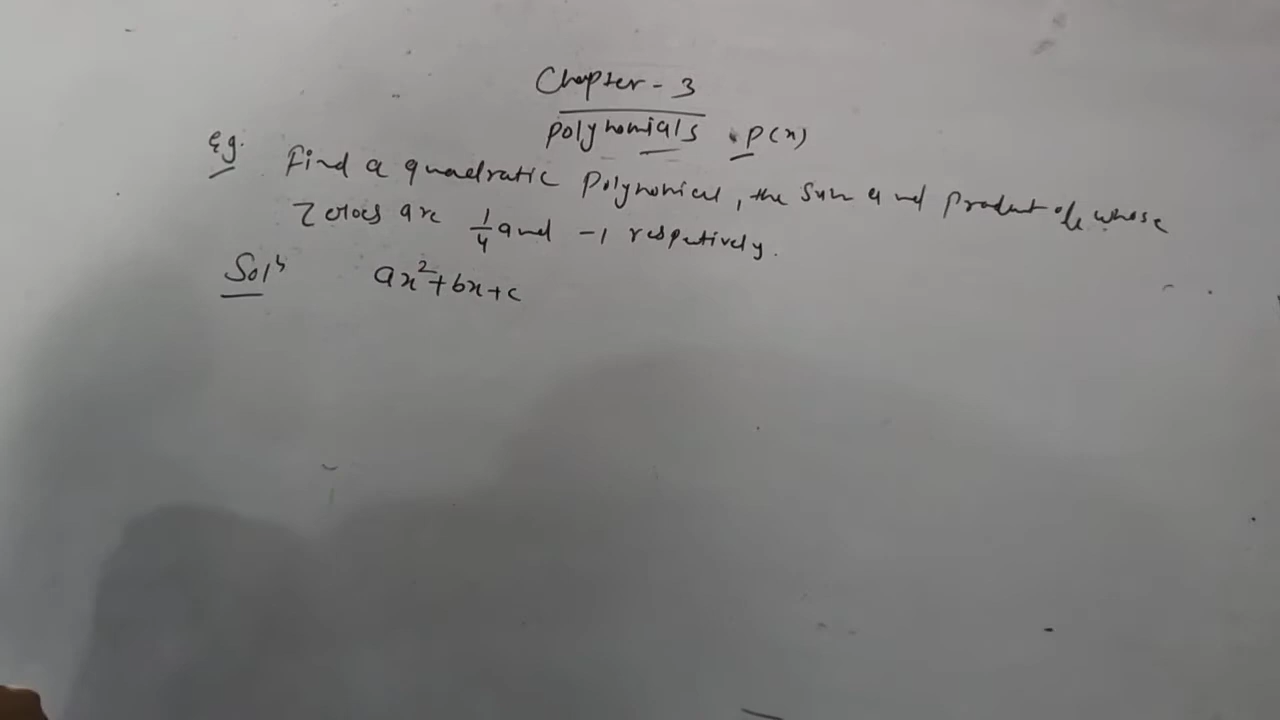 Chapter - 3
Polynomials . P(x)
eg. Find a quadratic Polynomial, the sum and product of whose
Zeroes are 1/4 and -1 respectively.
Sol
ax²+bx+c